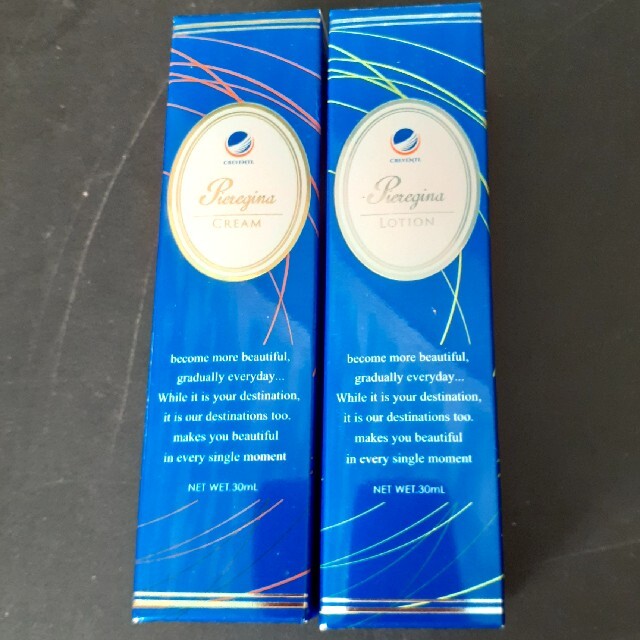 Pieregina
CREAM
become more beautiful,
gradually everyday...
While it is your destination,
it is our destinations too.
makes you beautiful
in every single moment
NET WET.30mL
Pieregina
LOTION
become more beautiful,
gradually everyday...
While it is your destination,
it is our destinations too.
makes you beautiful
in every single moment
NET WET.30mL